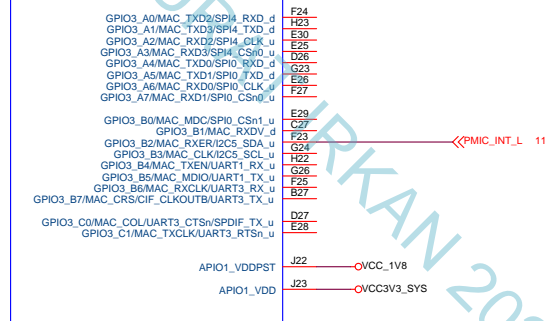 GPIO3_A0/MAC_TXD2/SPI4_RXD_d F24
GPIO3_A1/MAC_TXD3/SPI4_TXD_d H23
GPIO3_A2/MAC_RXD2/SPI4_CLK_u E30
GPIO3_A3/MAC_RXD3/SPI4_CSn0_u E25
GPIO3_A4/MAC_TXD0/SPI0_RXD_d D26
GPIO3_A5/MAC_TXD1/SPI0_TXD_d G23
GPIO3_A6/MAC_RXD0/SPI0_CLK_u E26
GPIO3_A7/MAC_RXD1/SPI0_CSn0_u F27
GPIO3_B0/MAC_MDC/SPI0_CSn1_u E29
GPIO3_B1/MAC_RXDV_d C27
GPIO3_B2/MAC_RXER/I2C5_SDA_u F23 PMIC_INT_L 11
GPIO3_B3/MAC_CLK/I2C5_SCL_u G24
GPIO3_B4/MAC_TXEN/UART1_RX_u H22
GPIO3_B5/MAC_MDIO/UART1_TX_u G26
GPIO3_B6/MAC_RXCLK/UART3_RX_u F25
GPIO3_B7/MAC_CRS/CIF_CLKOUTB/UART3_TX_u B27
GPIO3_C0/MAC_COL/UART3_CTSn/SPDIF_TX_u D27
GPIO3_C1/MAC_TXCLK/UART3_RTSn_u E28
APIO1_VDDPST J22 VCC_1V8
APIO1_VDD J23 VCC3V3_SYS